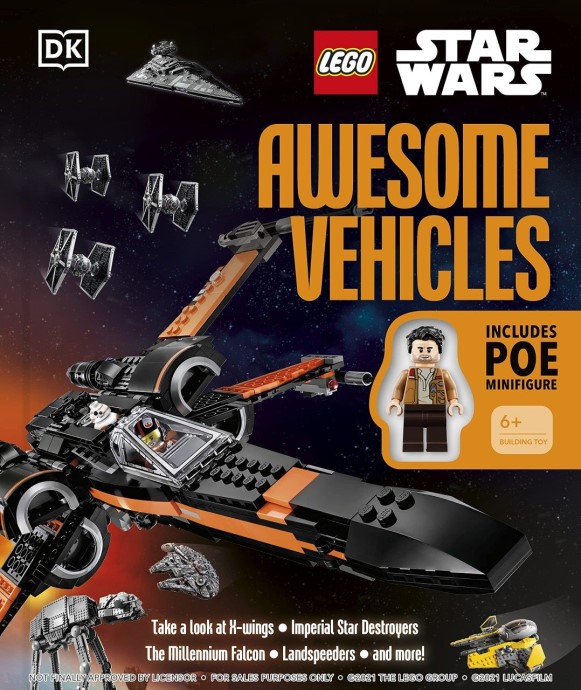 DK
LEGO
STAR
WARS™
AWESOME
VEHICLES
INCLUDES
POE
MINIFIGURE
6+
BUILDING TOY
Take a look at X-wings • Imperial Star Destroyers
The Millennium Falcon • Landspeeders • and more!
NOT FINALLY APPROVED BY LICENSOR • FOR SALES PURPOSES ONLY • ©2021 THE LEGO GROUP • ©2021 LUCASFILM